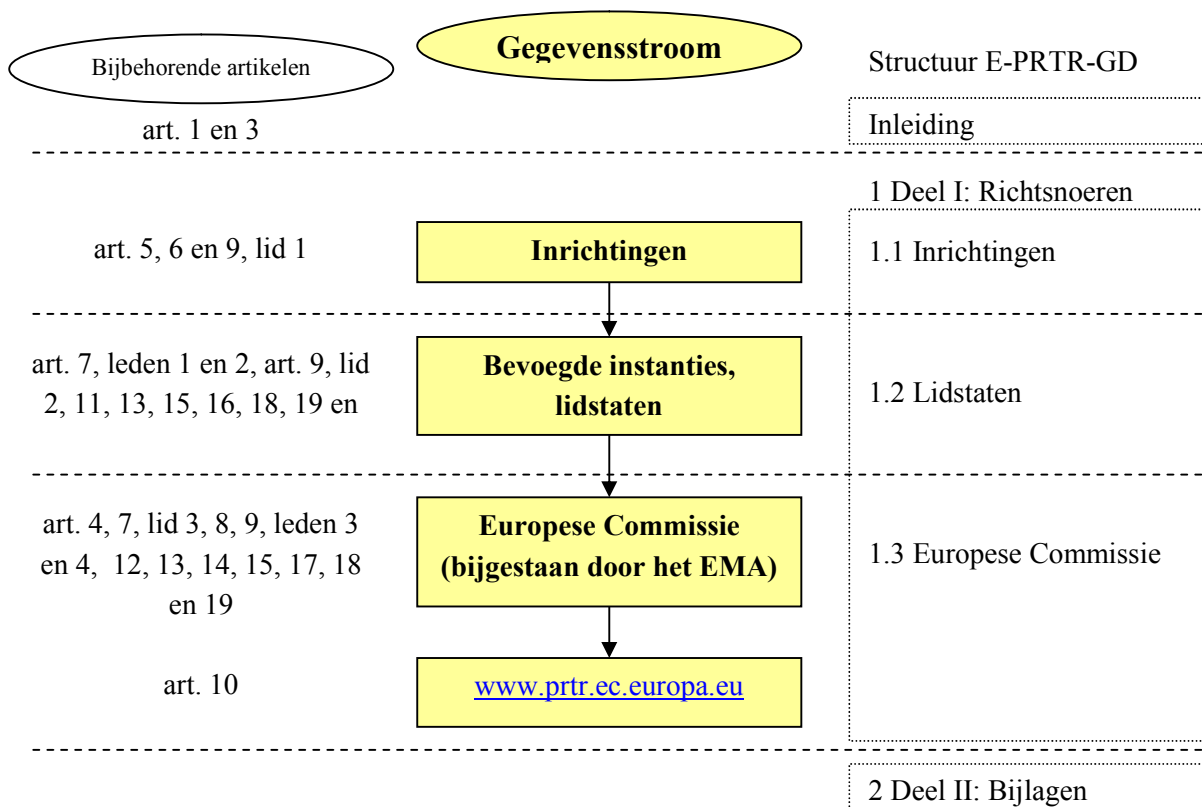 Bijbehorende artikelen
Gegevensstroom
Structuur E-PRTR-GD
art. 1 en 3
Inleiding
1 Deel I: Richtsnoeren
art. 5, 6 en 9, lid 1
Inrichtingen
1.1 Inrichtingen
art. 7, leden 1 en 2, art. 9, lid
2, 11, 13, 15, 16, 18, 19 en
Bevoegde instanties,
lidstaten
1.2 Lidstaten
art. 4, 7, lid 3, 8, 9, leden 3
en 4, 12, 13, 14, 15, 17, 18
en 19
Europese Commissie
(bijgestaan door het EMA)
1.3 Europese Commissie
art. 10
www.prtr.ec.europa.eu
2 Deel II: Bijlagen